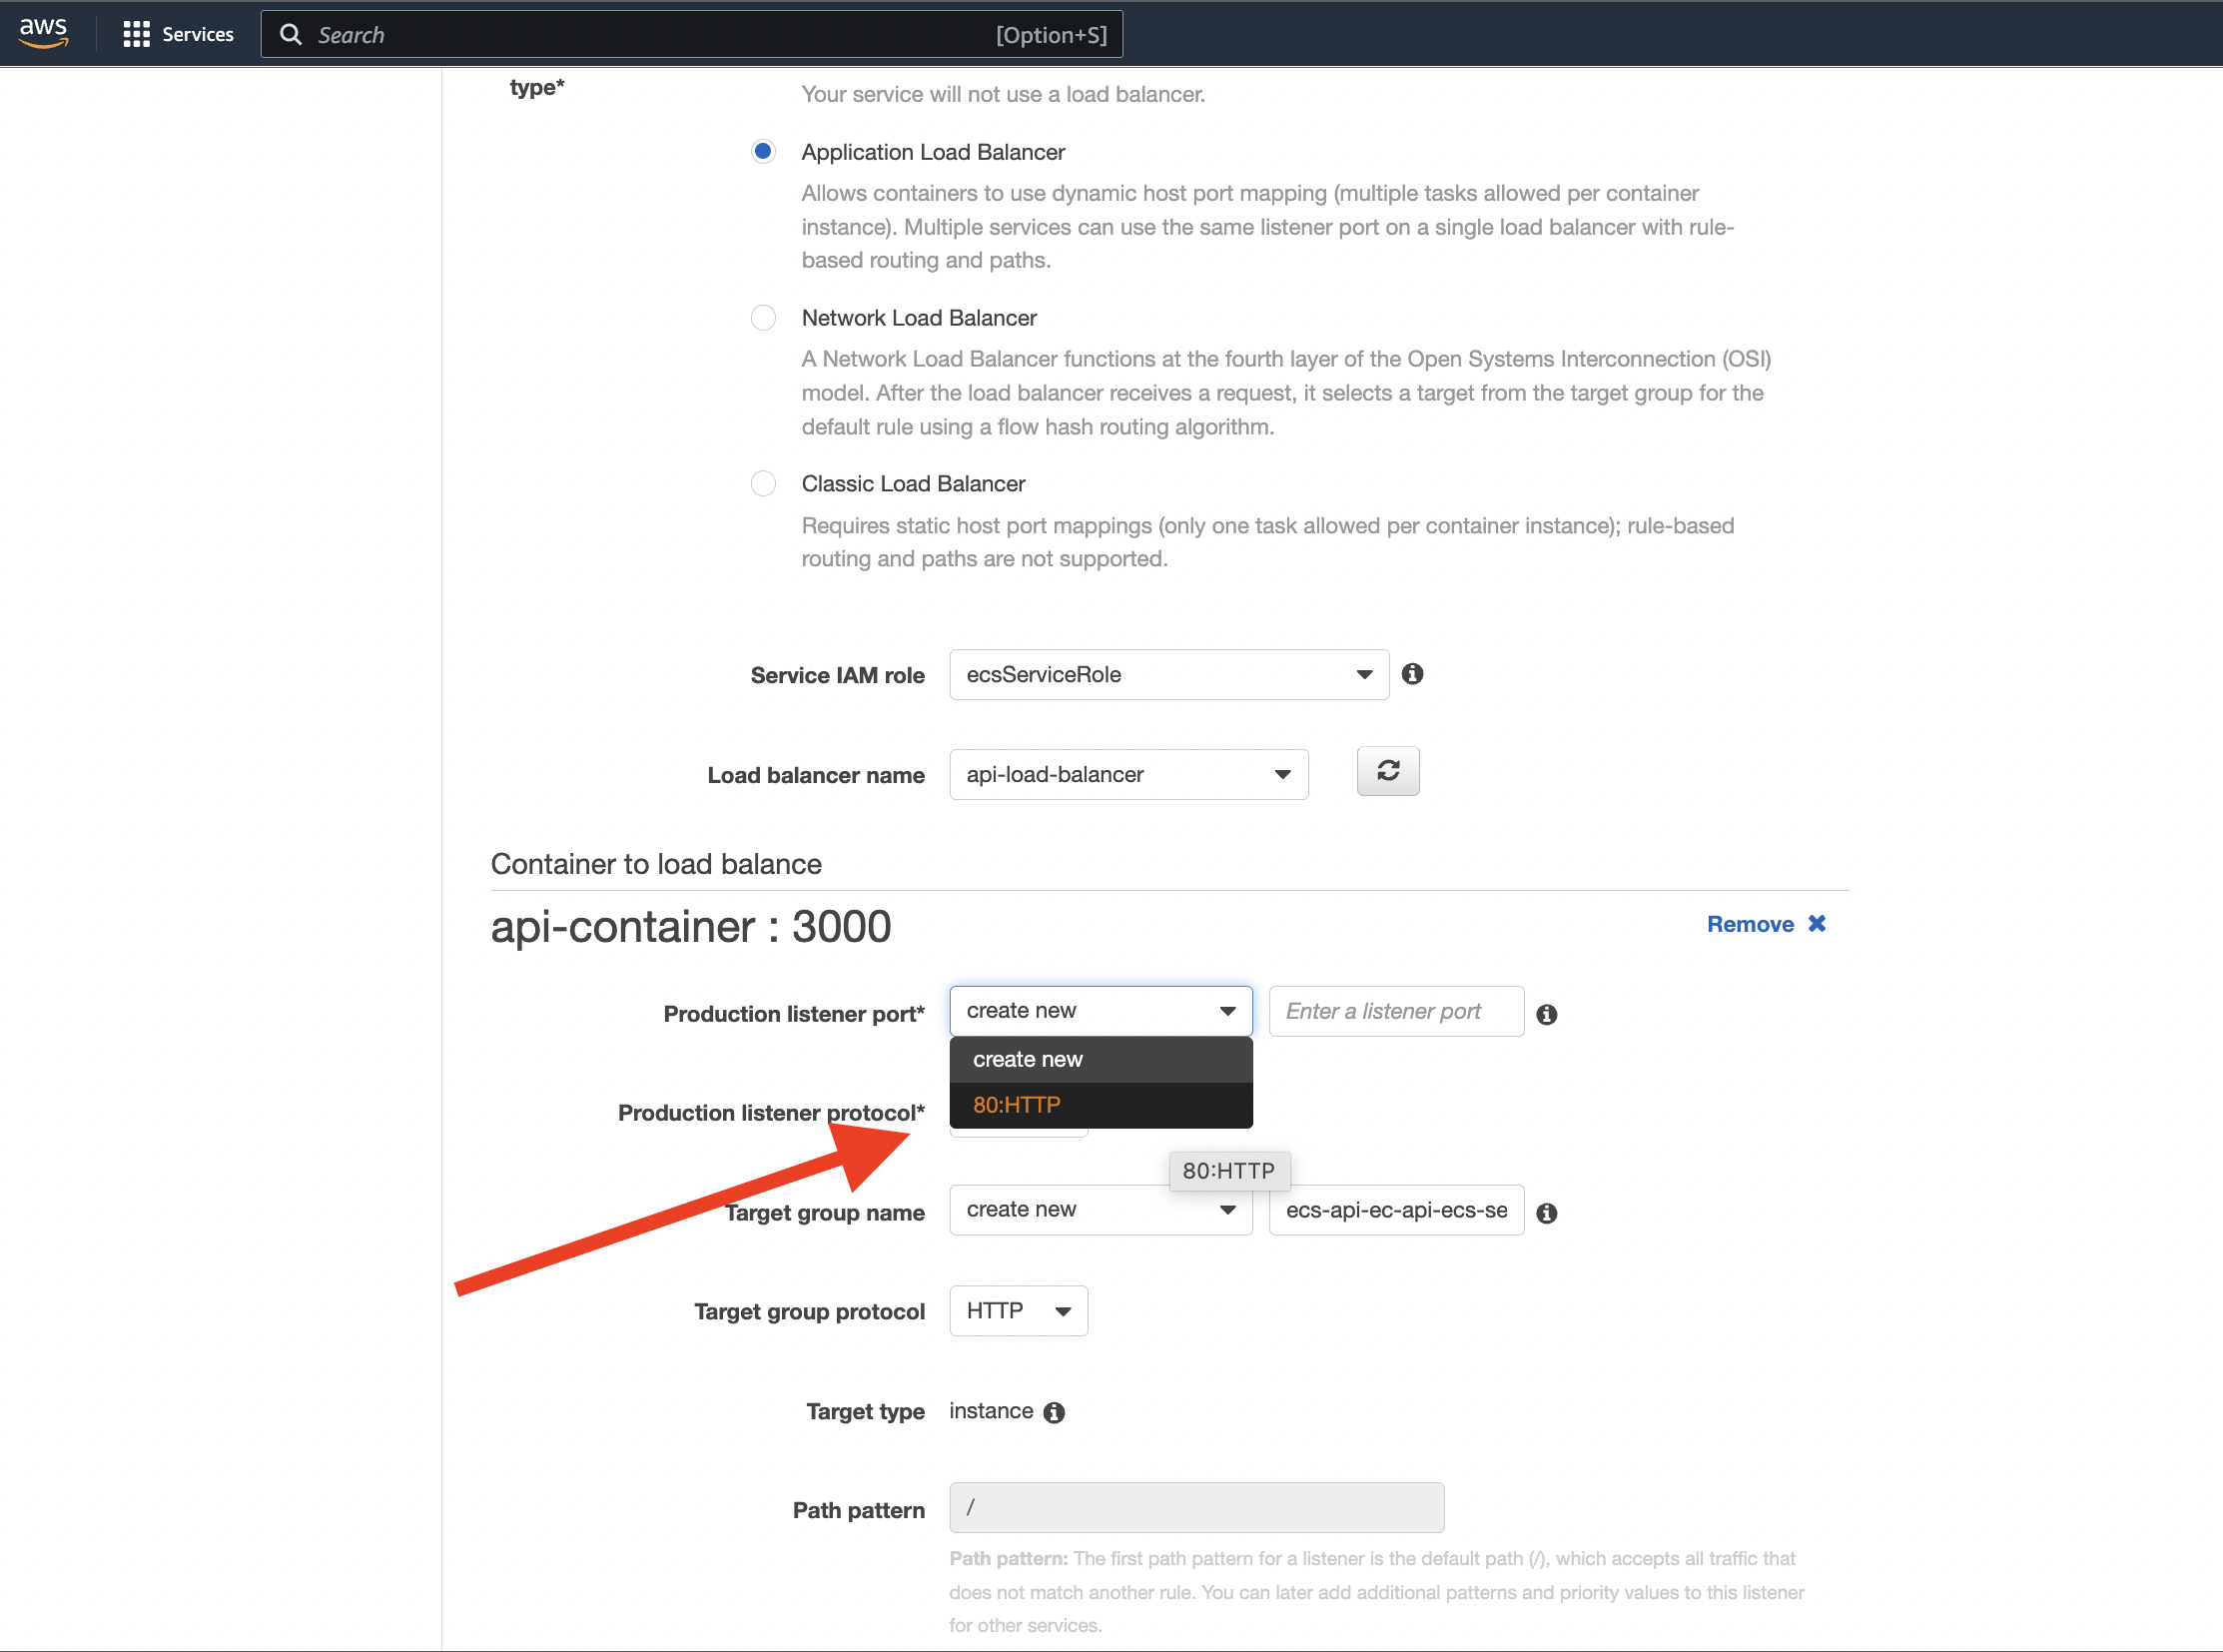 aws
Services
Search
[Option+S]
type*
Your service will not use a load balancer.
Application Load Balancer
Allows containers to use dynamic host port mapping (multiple tasks allowed per container
instance). Multiple services can use the same listener port on a single load balancer with rule-
based routing and paths.
Network Load Balancer
A Network Load Balancer functions at the fourth layer of the Open Systems Interconnection (OSI)
model. After the load balancer receives a request, it selects a target from the target group for the
default rule using a flow hash routing algorithm.
Classic Load Balancer
Requires static host port mappings (only one task allowed per container instance); rule-based
routing and paths are not supported.
Service IAM role
ecsServiceRole
Load balancer name
api-load-balancer
Container to load balance
api-container : 3000
Remove
Production listener port*
create new
Enter a listener port
create new
80:HTTP
Production listener protocol*
80:HTTP
Target group name
create new
ecs-api-ec-api-ecs-se
Target group protocol
HTTP
Target type
instance
Path pattern
/
Path pattern: The first path pattern for a listener is the default path (/), which accepts all traffic that
does not match another rule. You can later add additional patterns and priority values to this listener
for other services.